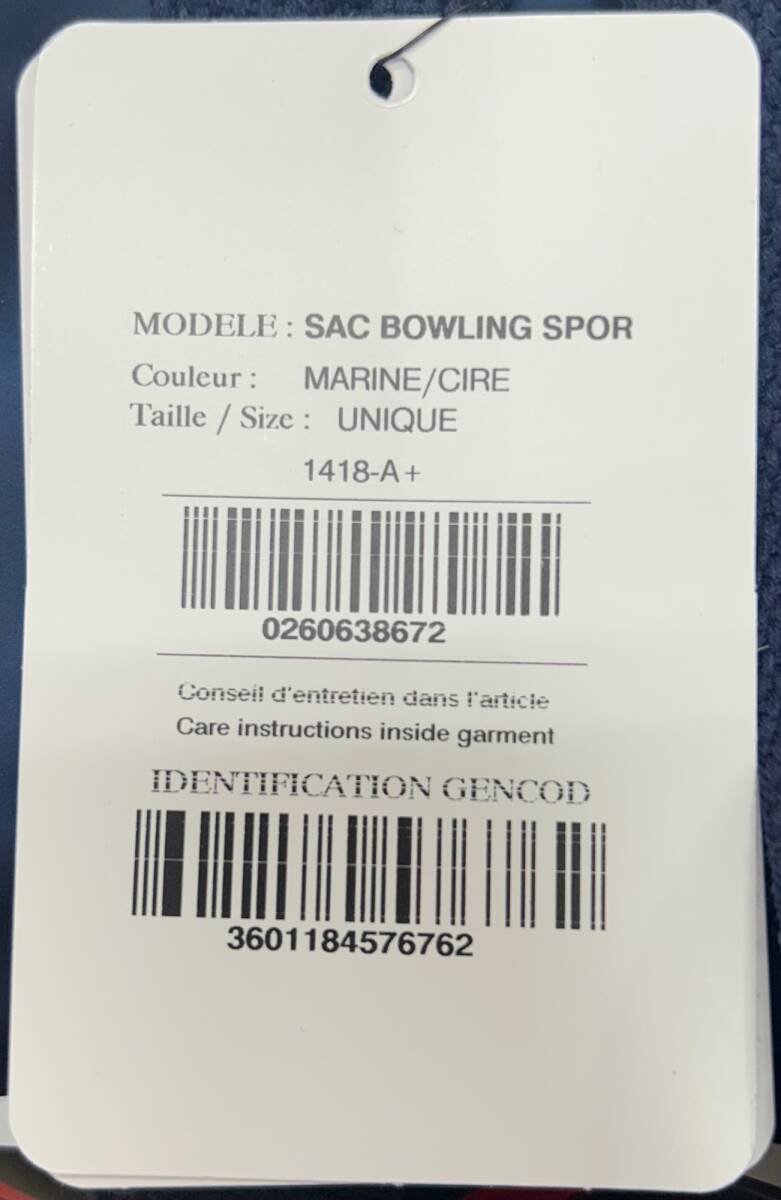 MODELE : SAC BOWLING SPOR
Couleur : MARINE/CIRE
Taille / Size : UNIQUE
1418-A+
0260638672
Conseil d'entretien dans l'article
Care instructions inside garment
IDENTIFICATION GENCOD
3601184576762